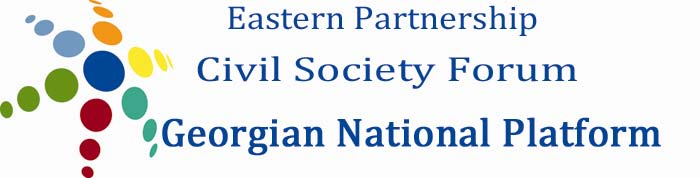 Eastern Partnership
Civil Society Forum
Georgian National Platform